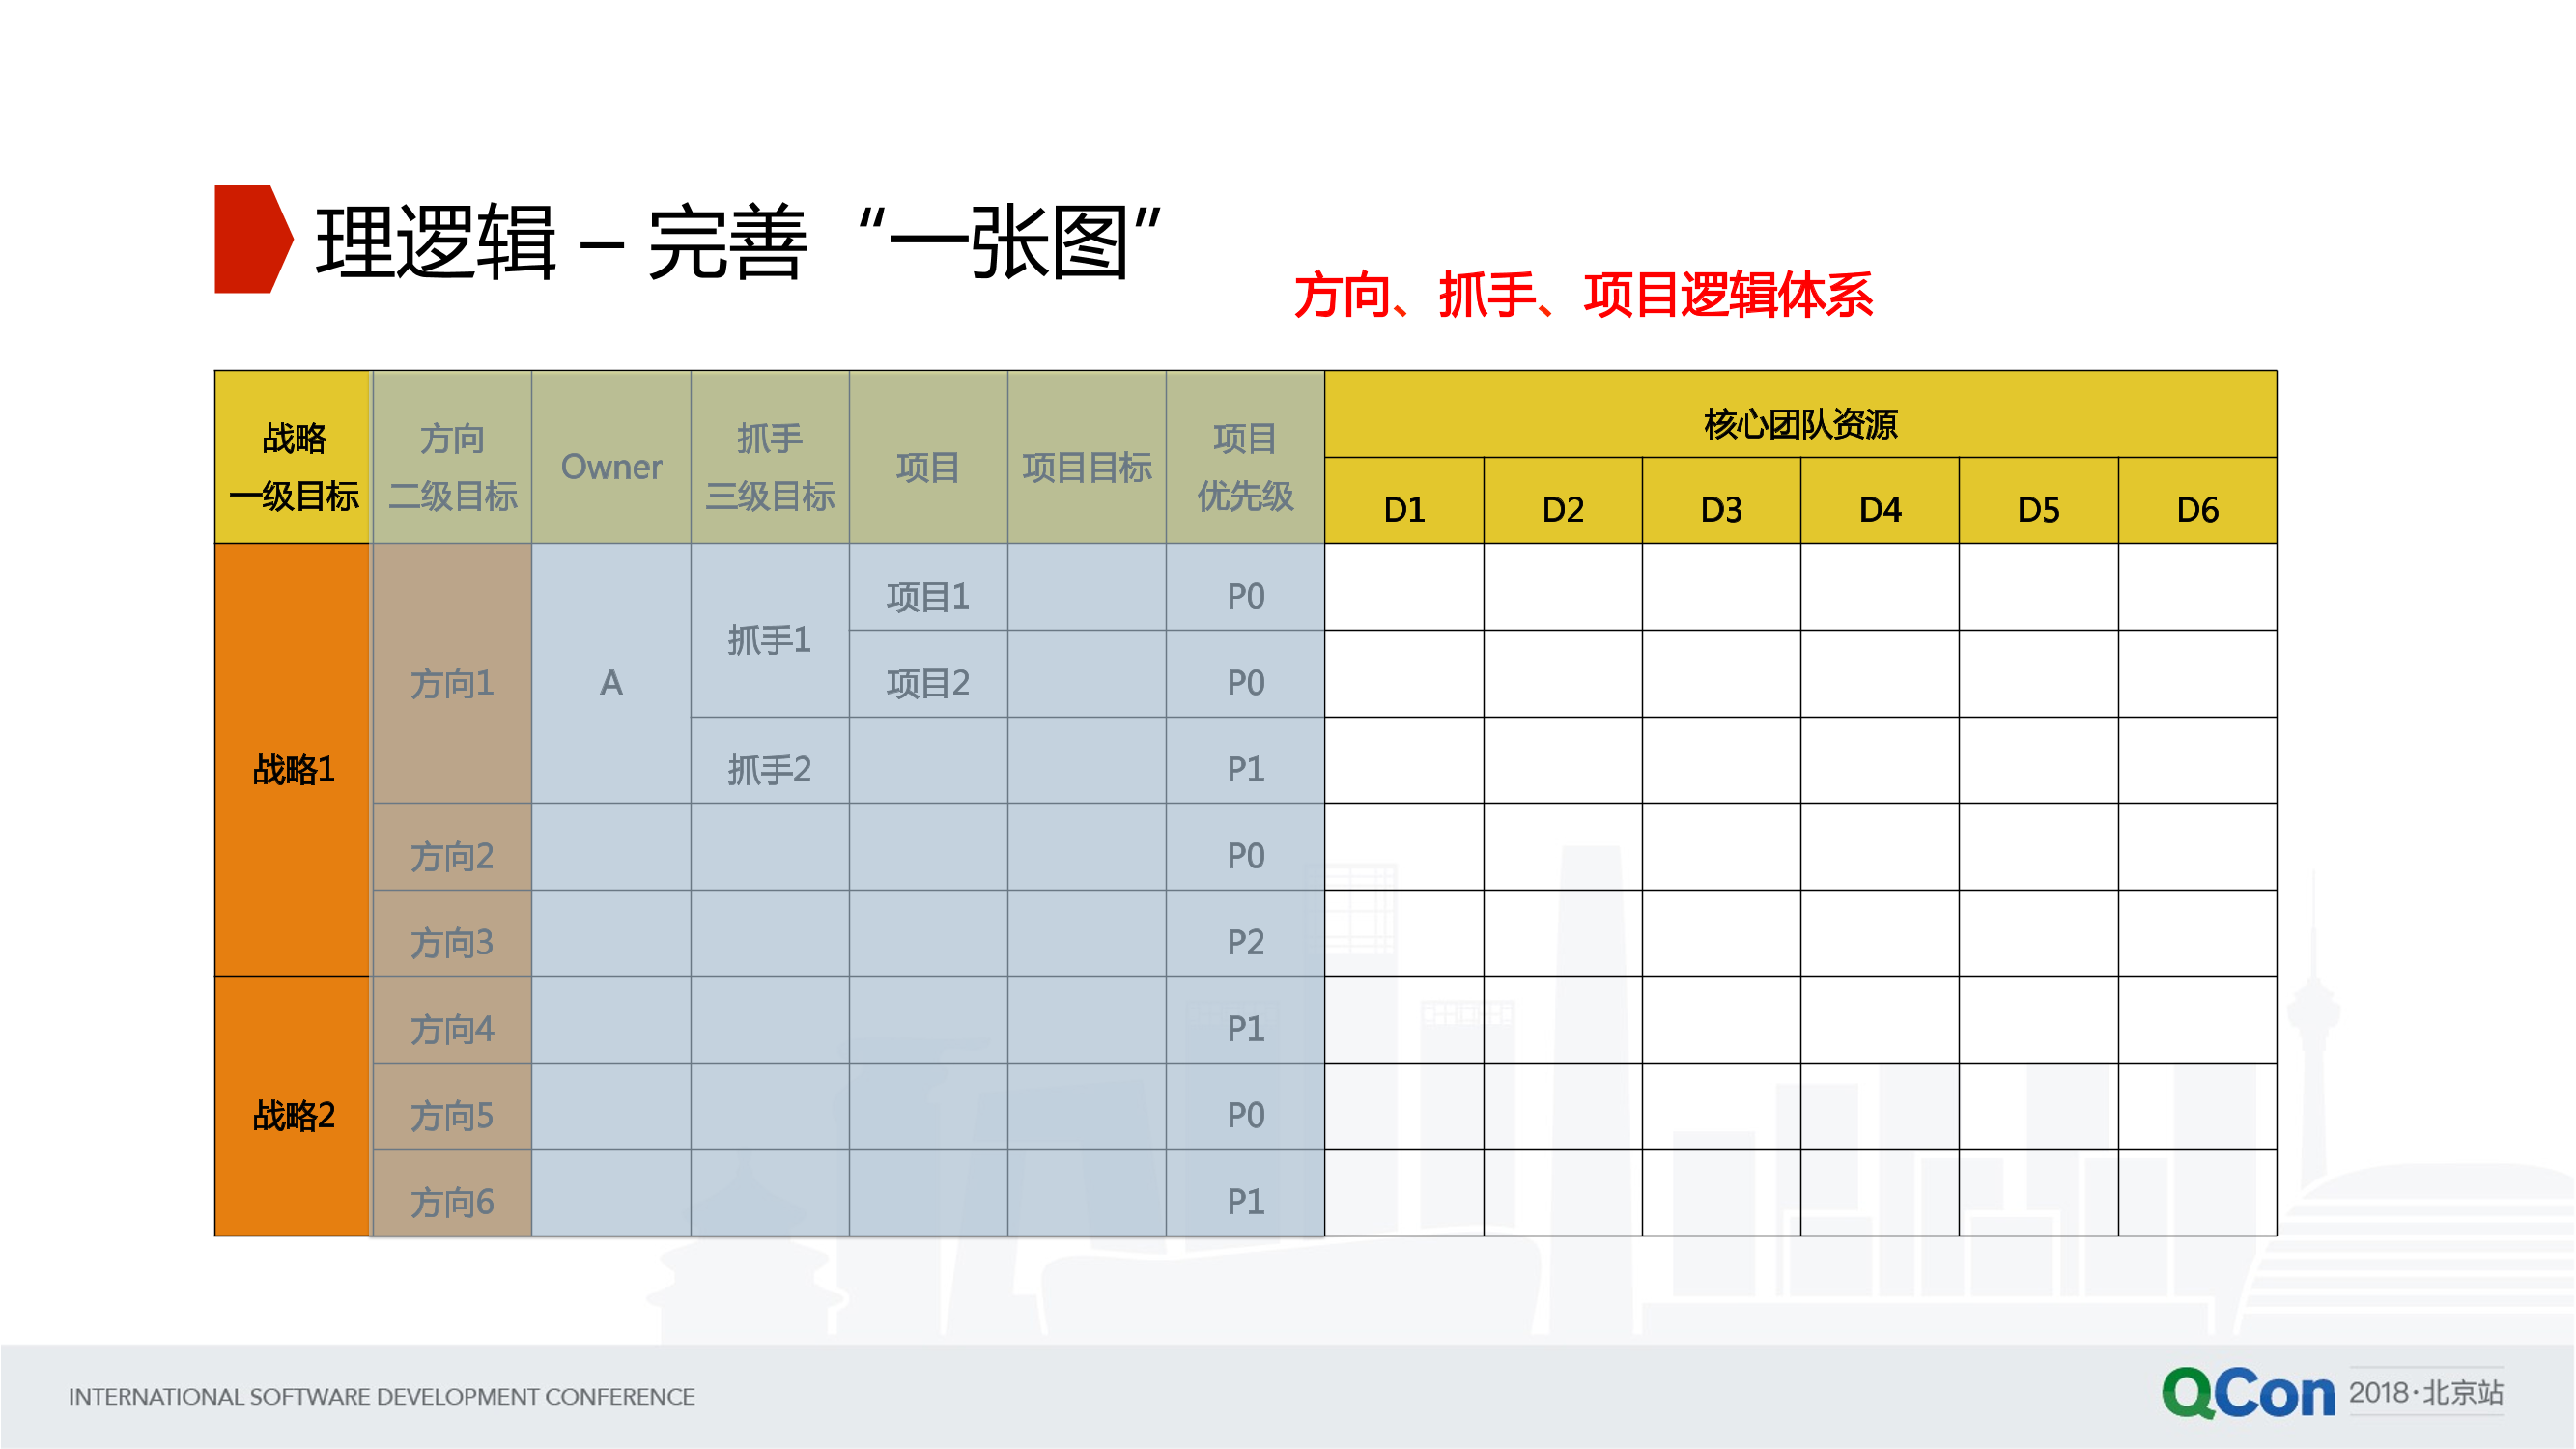 理逻辑 – 完善“一张图”
方向、抓手、项目逻辑体系
战略
一级目标
方向
二级目标
Owner
抓手
三级目标
项目
项目目标
项目
优先级
核心团队资源
D1 D2 D3 D4 D5 D6
战略1
方向1
A
抓手1
项目1
P0
项目2
P0
抓手2
P1
方向2
P0
方向3
P2
战略2
方向4
P1
方向5
P0
方向6
P1
INTERNATIONAL SOFTWARE DEVELOPMENT CONFERENCE
QCon 2018·北京站